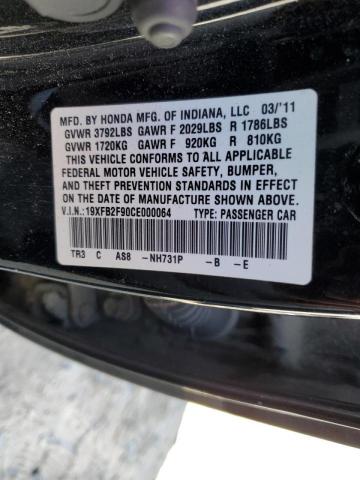 MFD. BY HONDA MFG. OF INDIANA, LLC 03/'11
GVWR 3792LBS GAWR F 2029LBS R 1786LBS
GVWR 1720KG GAWR F 920KG R 810KG
THIS VEHICLE CONFORMS TO ALL APPLICABLE
FEDERAL MOTOR VEHICLE SAFETY, BUMPER,
AND THEFT PREVENTION STANDARDS IN EFFECT
ON THE DATE OF MANUFACTURE SHOWN ABOVE.
V.I.N.: 19XFB2F90CE000064 TYPE: PASSENGER CAR
TR3 C AS8 -NH731P -B -E